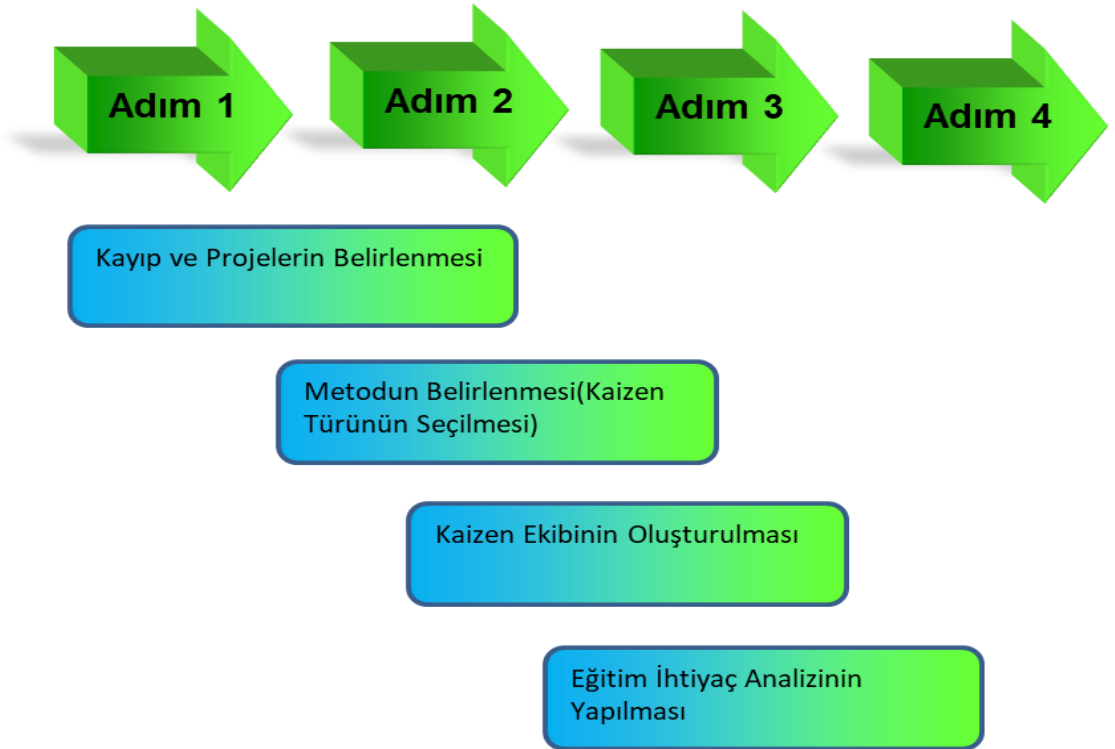 Adım 1
Adım 2
Adım 3
Adım 4
Kayıp ve Projelerin Belirlenmesi
Metodun Belirlenmesi(Kaizen
Türünün Seçilmesi)
Kaizen Ekibinin Oluşturulması
Eğitim İhtiyaç Analizinin
Yapılması